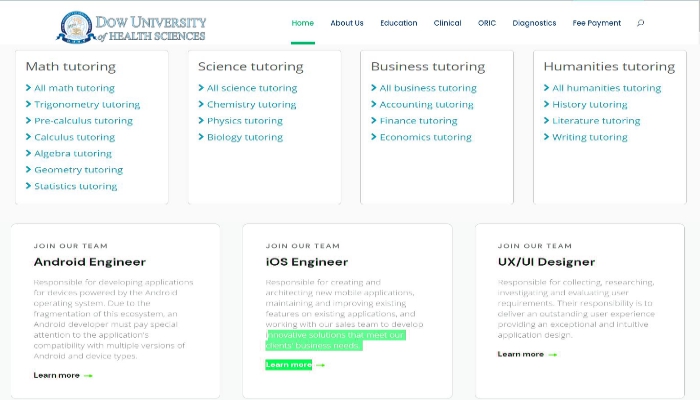 Dow University
of Health Sciences
Home About Us Education Clinical ORIC Diagnostics Fee Payment
Math tutoring
All math tutoring
Trigonometry tutoring
Pre-calculus tutoring
Calculus tutoring
Algebra tutoring
Geometry tutoring
Statistics tutoring
Science tutoring
All science tutoring
Chemistry tutoring
Physics tutoring
Biology tutoring
Business tutoring
All business tutoring
Accounting tutoring
Finance tutoring
Economics tutoring
Humanities tutoring
All humanities tutoring
History tutoring
Literature tutoring
Writing tutoring
JOIN OUR TEAM
Android Engineer
Responsible for developing applications
for devices powered by the Android
operating system. Due to the
fragmentation of this ecosystem, an
Android developer must pay special
attention to the application's
compatibility with multiple versions of
Android and device types.
Learn more
JOIN OUR TEAM
iOS Engineer
Responsible for creating and
architecting new mobile applications,
maintaining and improving existing
features on existing applications, and
working with our sales team to develop
innovative solutions that meet our
clients' business needs.
Learn more
JOIN OUR TEAM
UX/UI Designer
Responsible for collecting, researching,
investigating and evaluating user
requirements. Their responsibility is to
deliver an outstanding user experience
providing an exceptional and intuitive
application design.
Learn more